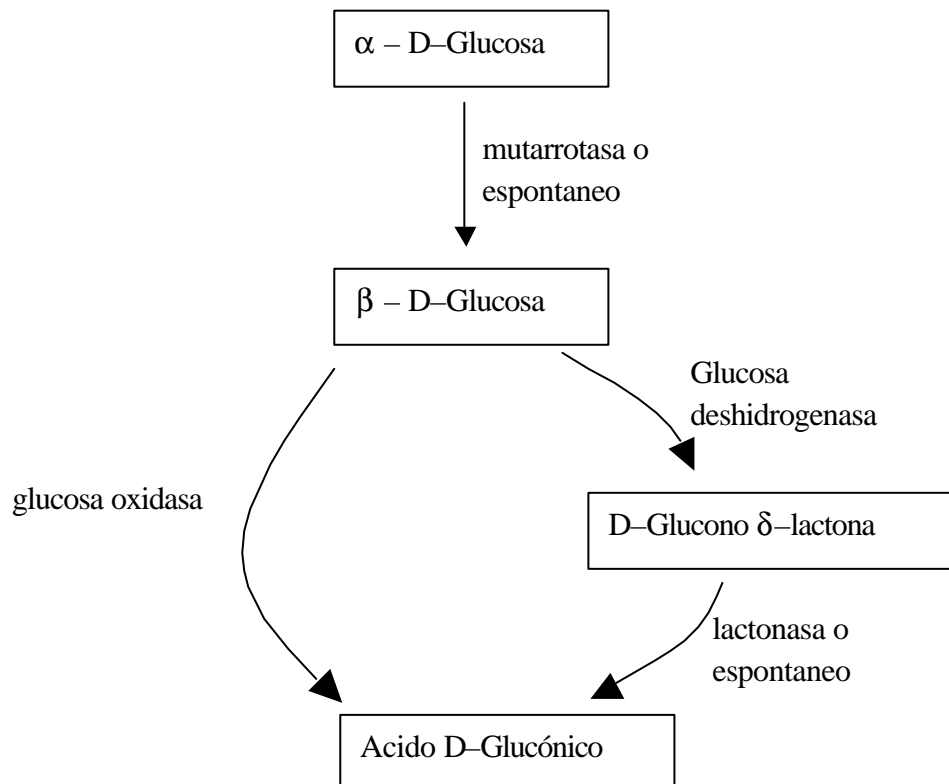 α – D–Glucosa
mutarrotasa o
espontaneo
β – D–Glucosa
Glucosa
deshidrogenasa
glucosa oxidasa
D–Glucono δ–lactona
lactonasa o
espontaneo
Acido D–Glucónico